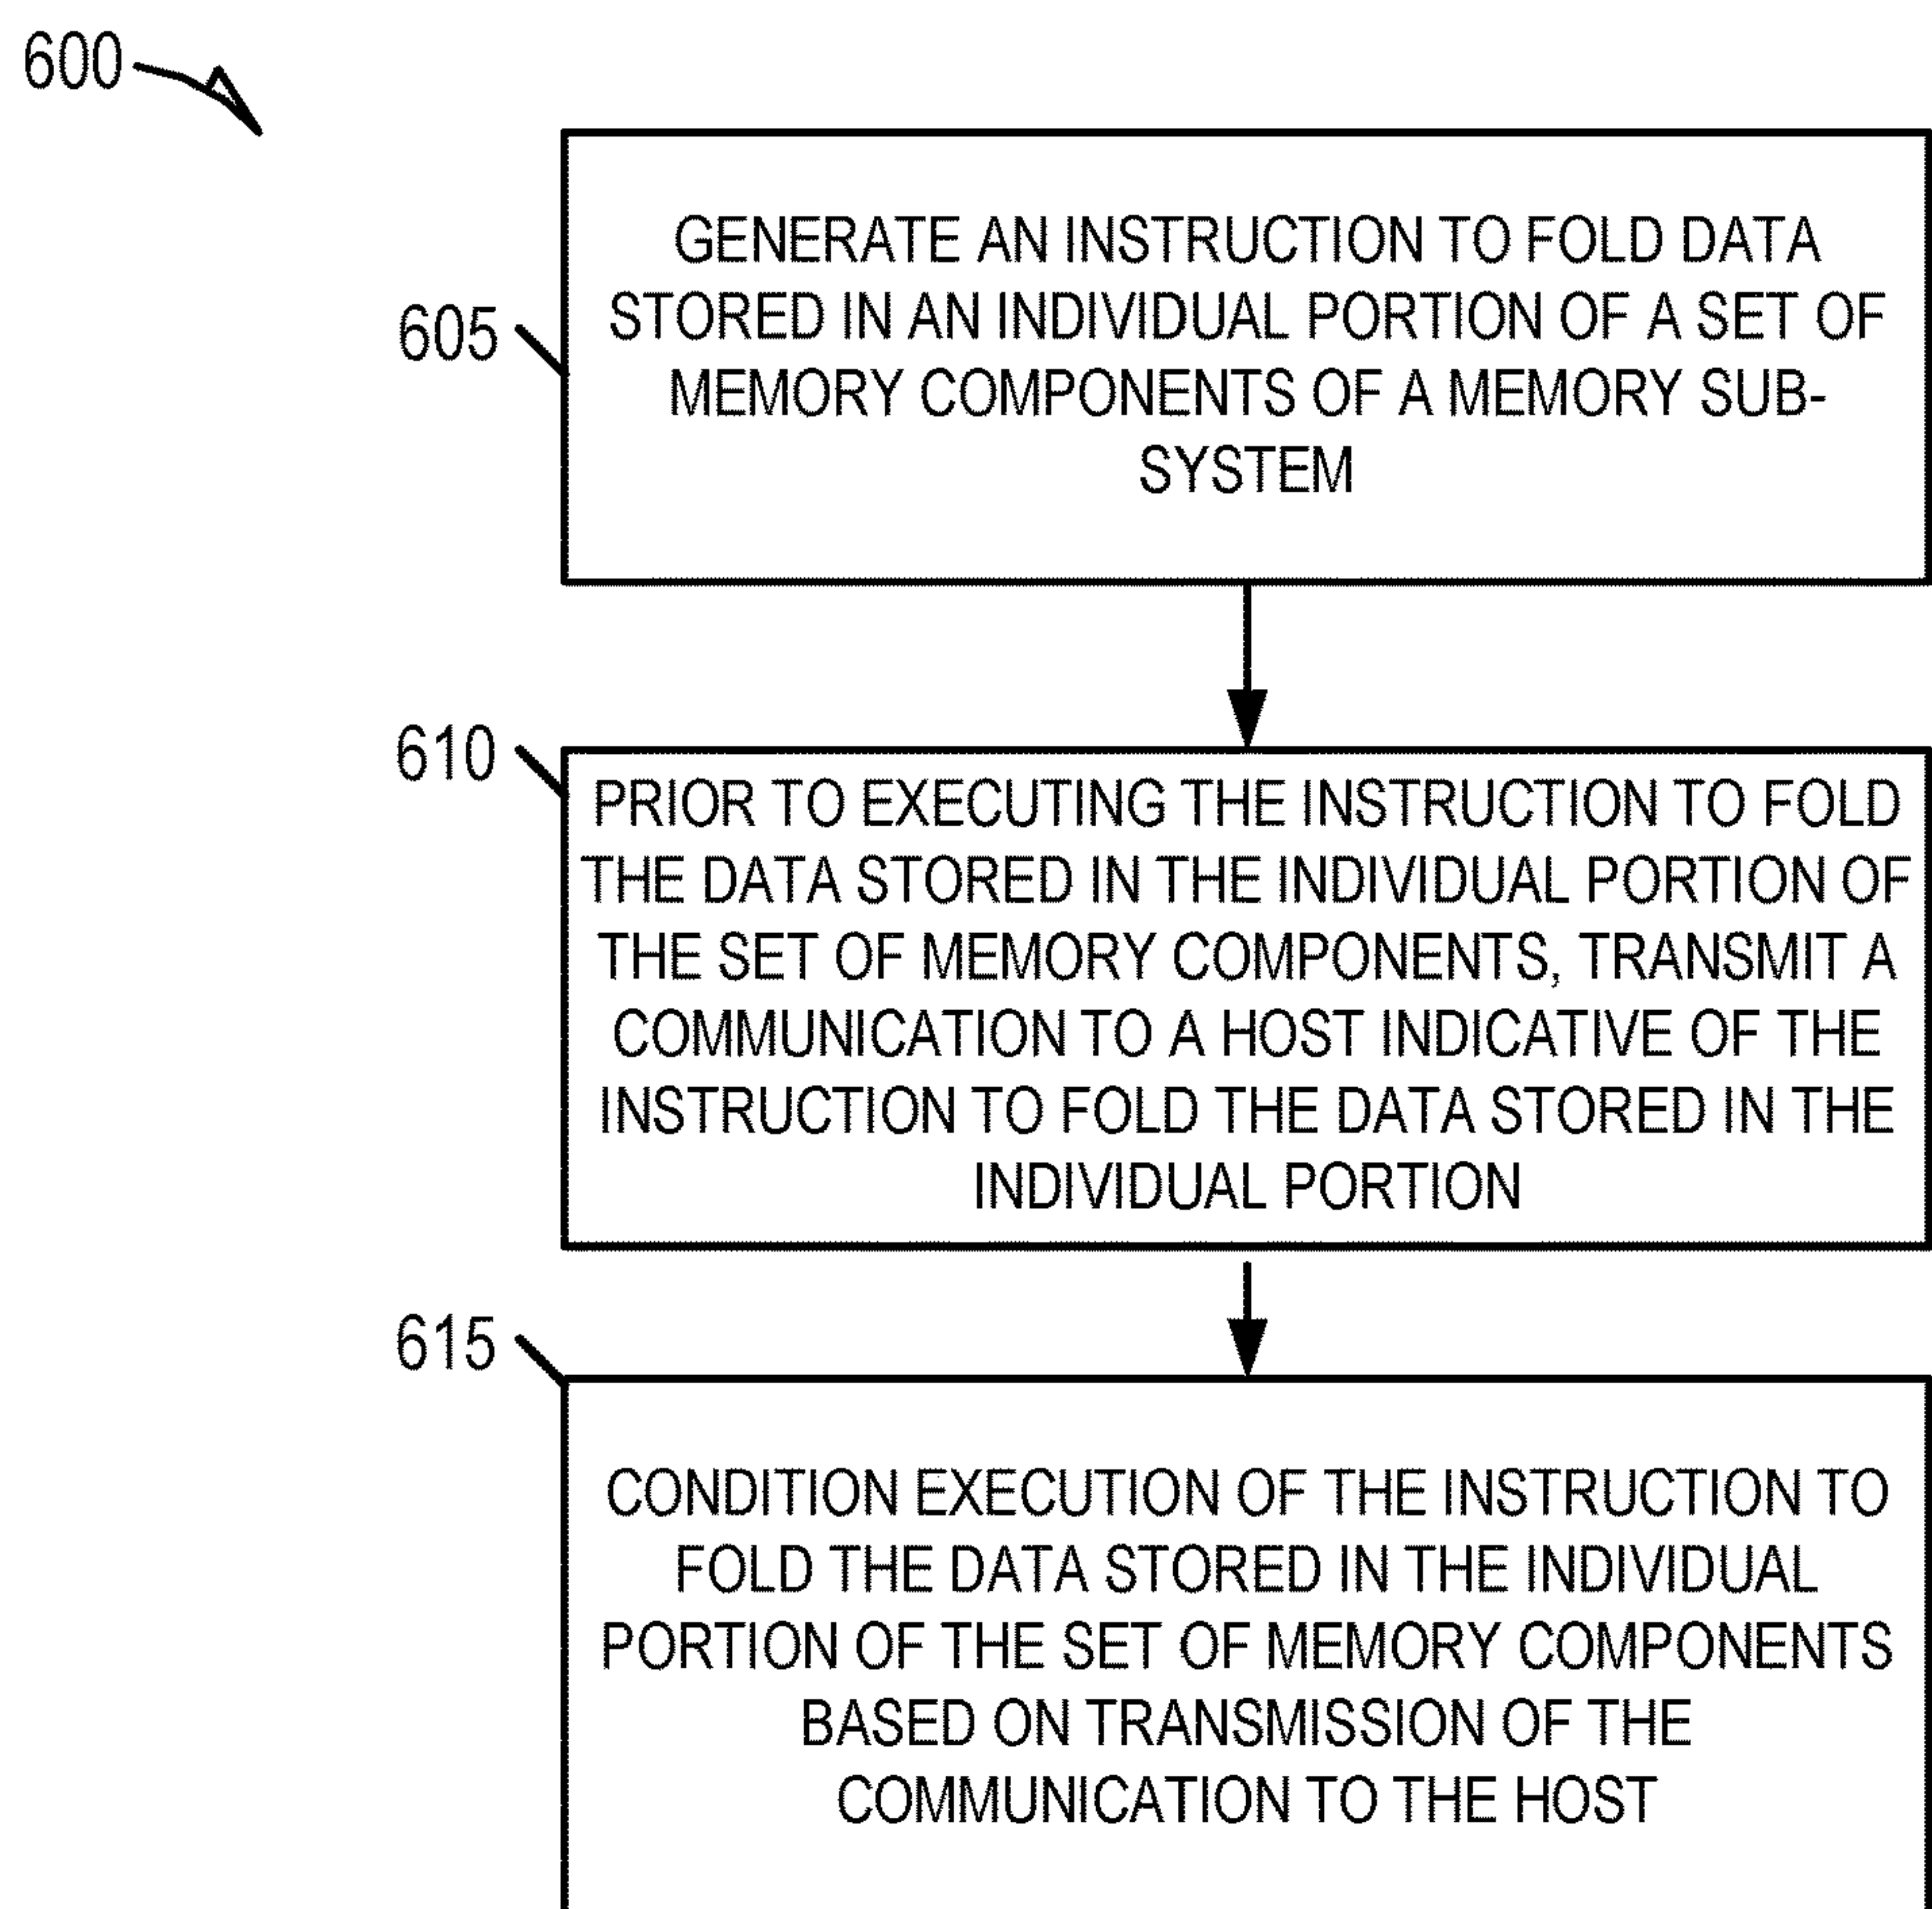 600
605
GENERATE AN INSTRUCTION TO FOLD DATA
STORED IN AN INDIVIDUAL PORTION OF A SET OF
MEMORY COMPONENTS OF A MEMORY SUB-
SYSTEM
610
PRIOR TO EXECUTING THE INSTRUCTION TO FOLD
THE DATA STORED IN THE INDIVIDUAL PORTION OF
THE SET OF MEMORY COMPONENTS, TRANSMIT A
COMMUNICATION TO A HOST INDICATIVE OF THE
INSTRUCTION TO FOLD THE DATA STORED IN THE
INDIVIDUAL PORTION
615
CONDITION EXECUTION OF THE INSTRUCTION TO
FOLD THE DATA STORED IN THE INDIVIDUAL
PORTION OF THE SET OF MEMORY COMPONENTS
BASED ON TRANSMISSION OF THE
COMMUNICATION TO THE HOST